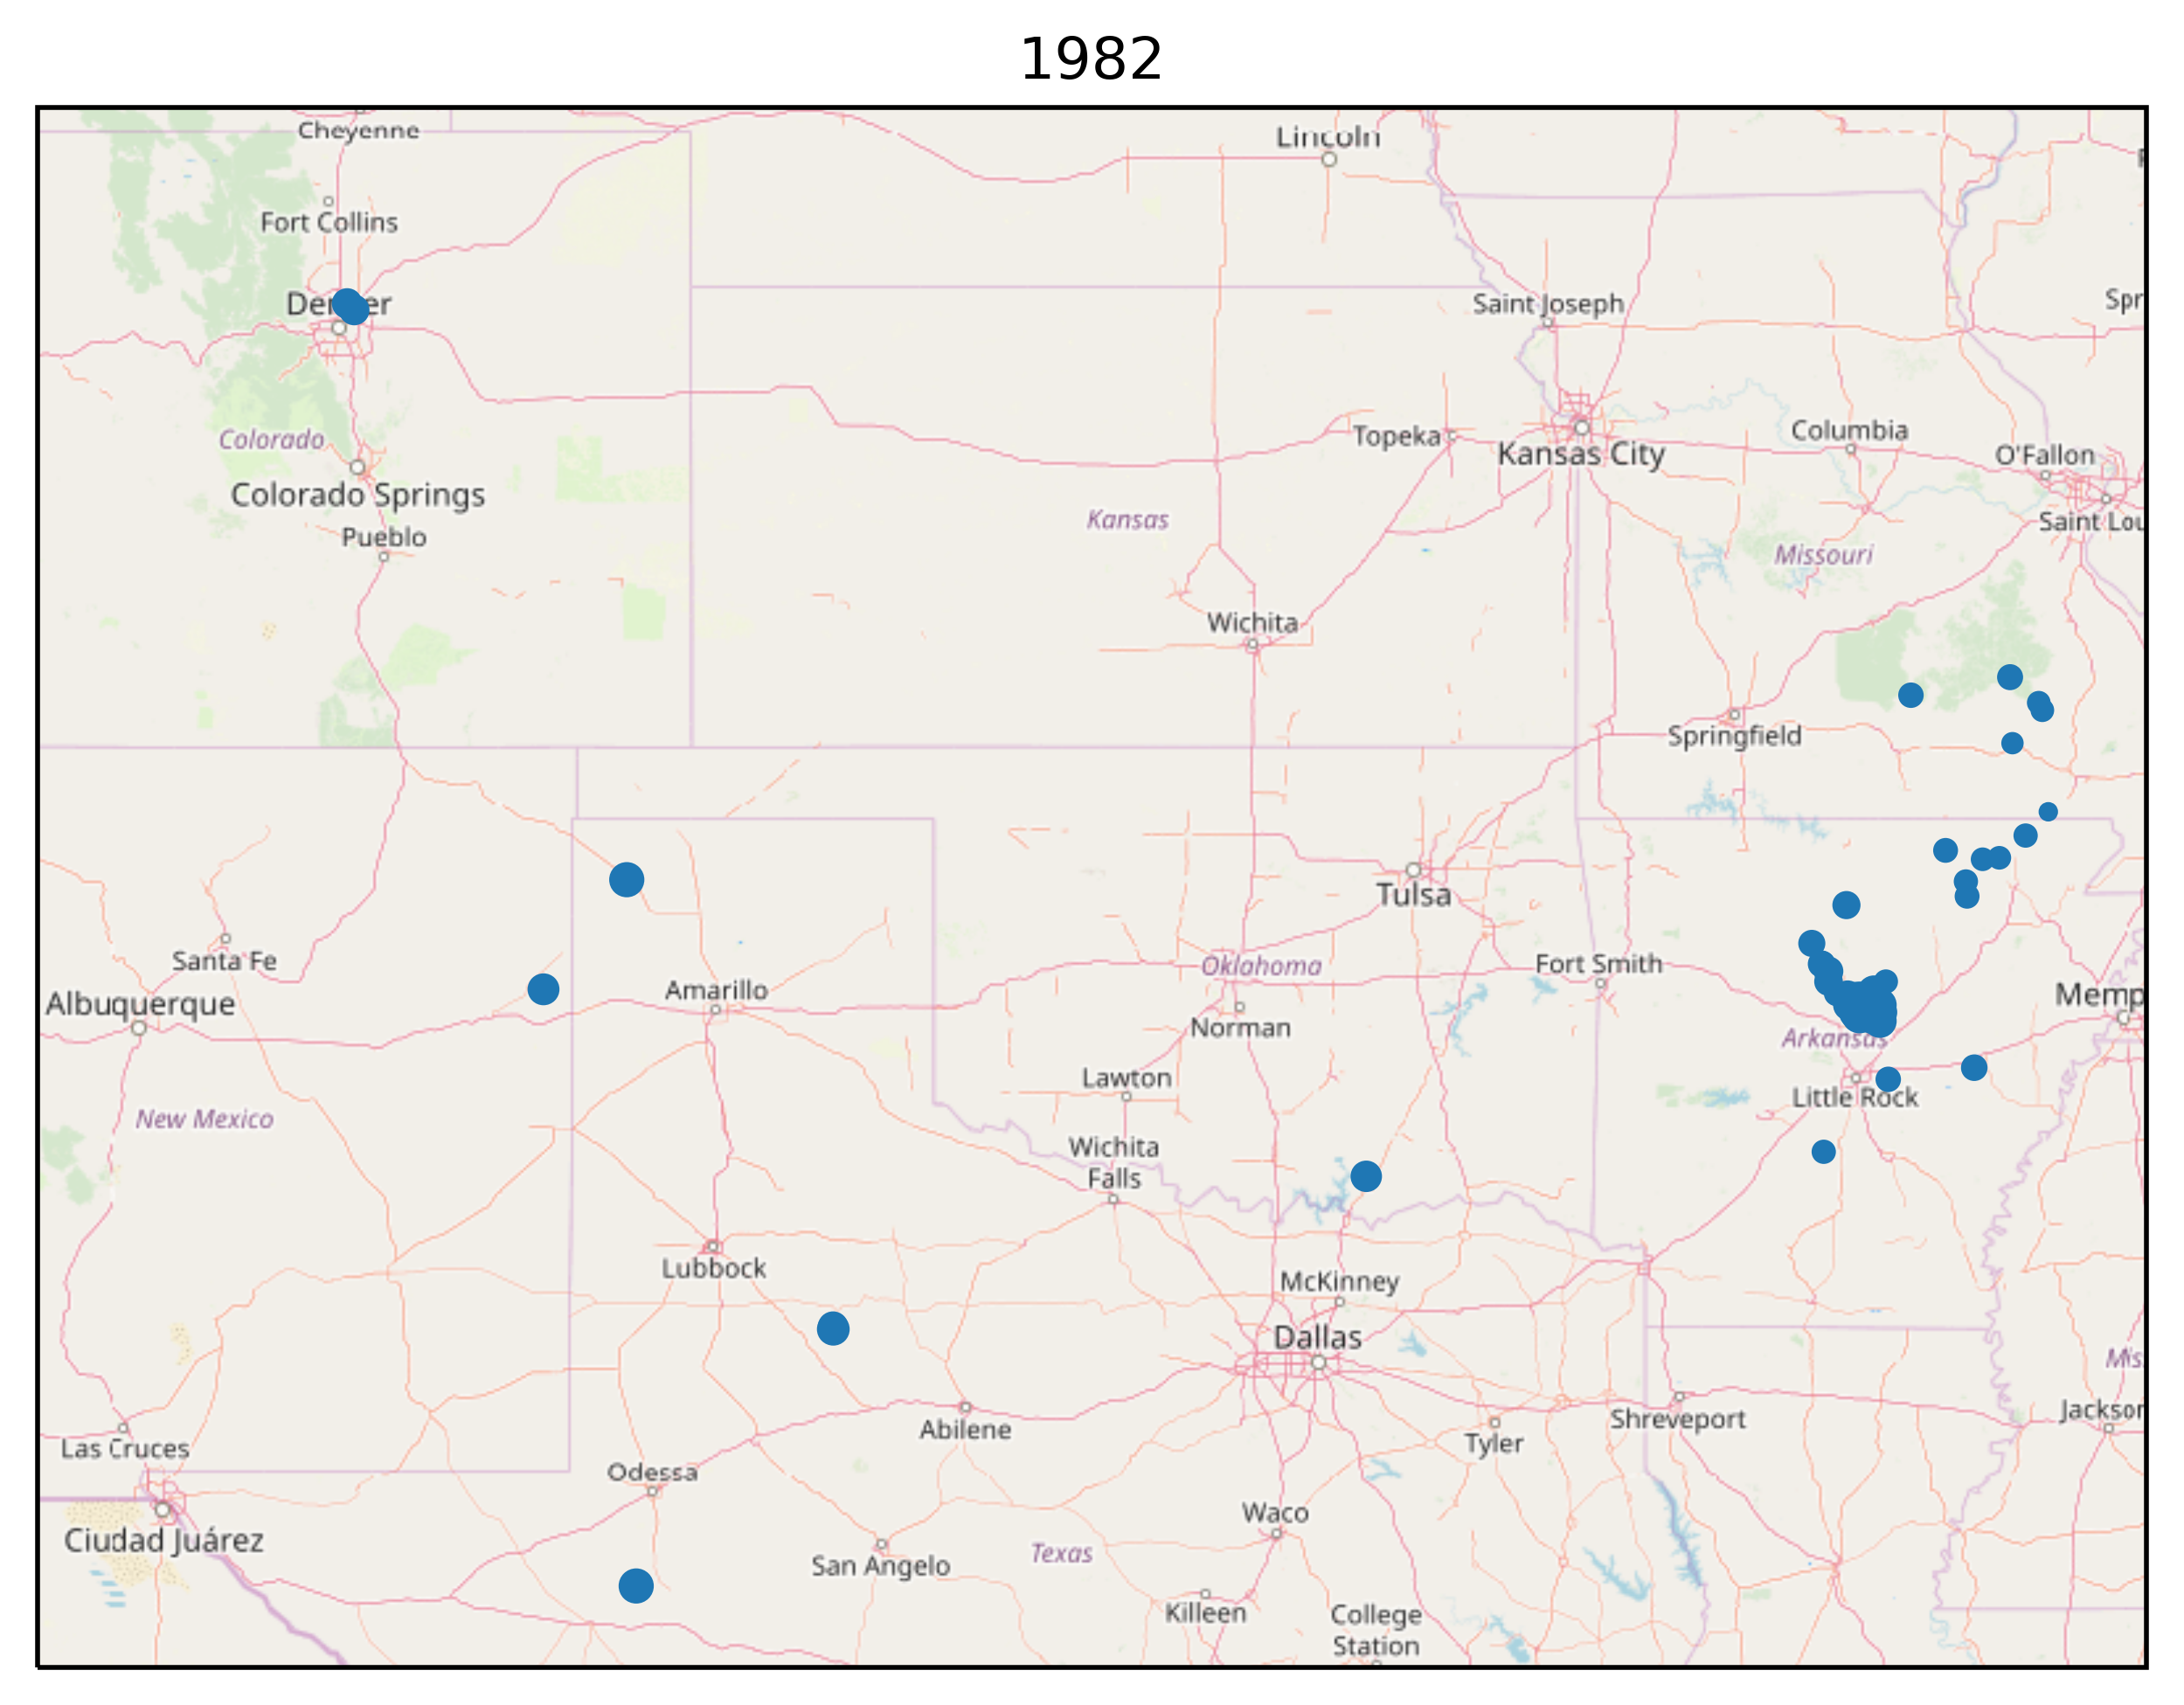 1982
Cheyenne
Lincoln
Fort Collins
Saint Joseph
Columbia
Topeka
O'Fallon
Colorado
Kansas City
Colorado Springs
Kansas
Saint Lou
Pueblo
Missouri
Wichita
Springfield
Tulsa
Santa Fe
Oklahoma
Fort Smith
Amarillo
Memp
Albuquerque
Norman
Arkansas
Lawton
Little Rock
New Mexico
Wichita
Falls
Lubbock
McKinney
Dallas
Mis
Jackson
Shreveport
Abilene
Tyler
Las Cruces
Odessa
Waco
Ciudad Juárez
Texas
San Angelo
Killeen
College
Station